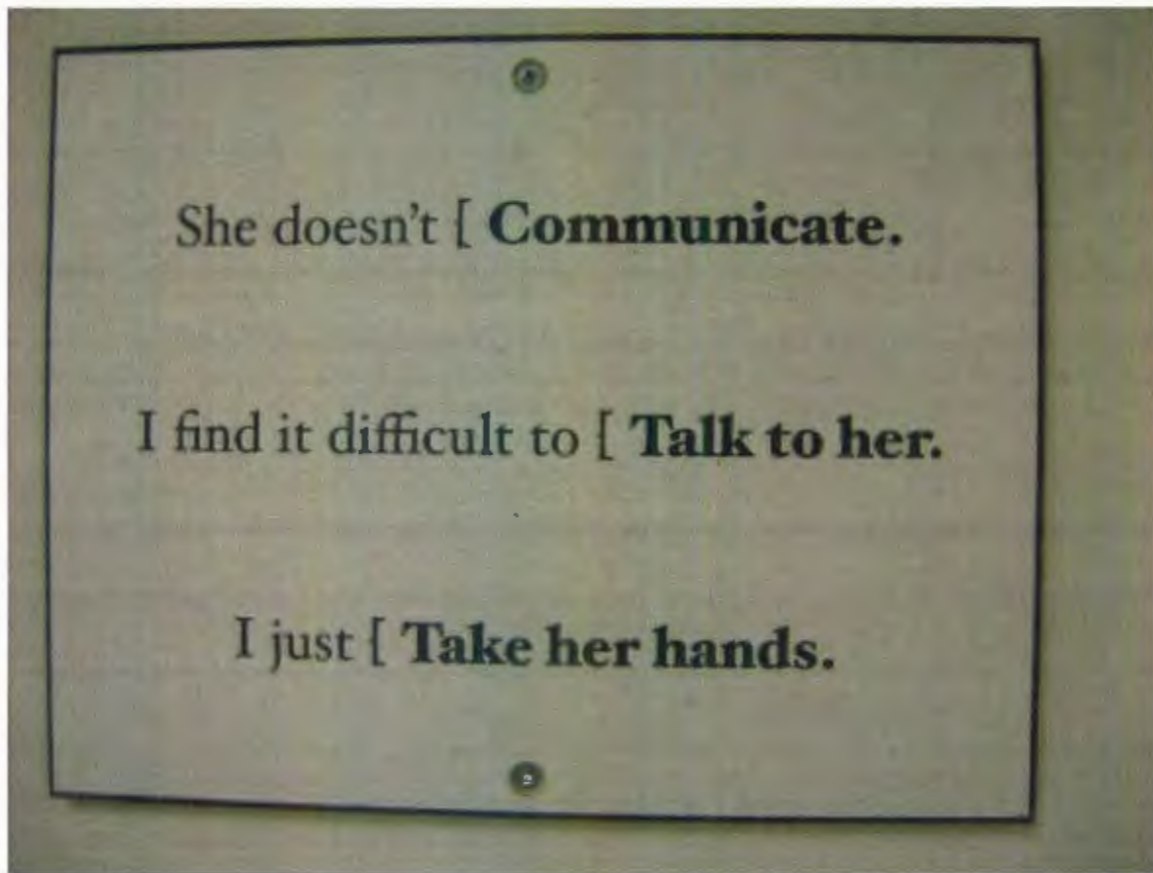 She doesn't [ Communicate.
I find it difficult to [ Talk to her.
I just [ Take her hands.